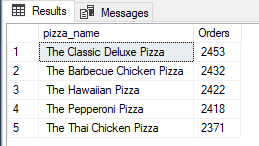 Results Messages
pizza_name Orders
1 The Classic Deluxe Pizza 2453
2 The Barbecue Chicken Pizza 2432
3 The Hawaiian Pizza 2422
4 The Pepperoni Pizza 2418
5 The Thai Chicken Pizza 2371